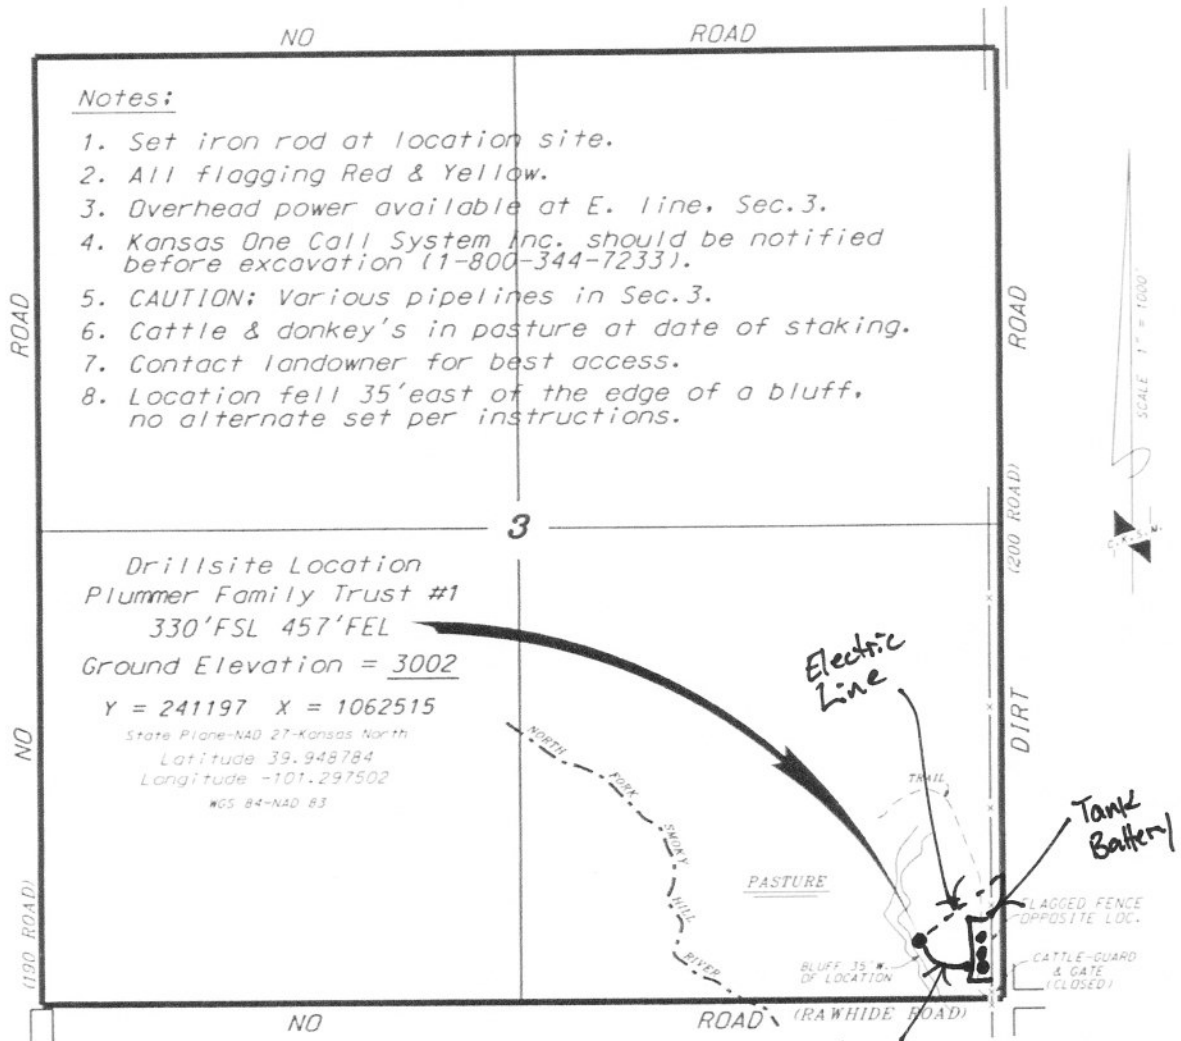 NO ROAD
Notes:
1. Set iron rod at location site.
2. All flagging Red & Yellow.
3. Overhead power available at E. line, Sec.3.
4. Kansas One Call System Inc. should be notified
before excavation (1-800-344-7233).
5. CAUTION: Various pipelines in Sec.3.
6. Cattle & donkey's in pasture at date of staking.
7. Contact landowner for best access.
8. Location fell 35'east of the edge of a bluff,
no alternate set per instructions.
ROAD
ROAD
SCALE 1" = 1000'
3
(200 ROAD)
C.K.S.N.
Drillsite Location
Plummer Family Trust #1
330'FSL 457'FEL
Ground Elevation = 3002
Y = 241197 X = 1062515
State Plane-NAD 27-Kansas North
Latitude 39.948784
Longitude -101.297502
WGS 84-NAD 83
Electric
Line
NO
DIRT
NORTH FORK SMOKY HILL RIVER
TRAIL
Tank
Battery
PASTURE
FLAGGED FENCE
OPPOSITE LOC.
(190 ROAD)
BLUFF 35'W.
OF LOCATION
CATTLE-GUARD
& GATE
(CLOSED)
NO ROAD (RAWHIDE ROAD)